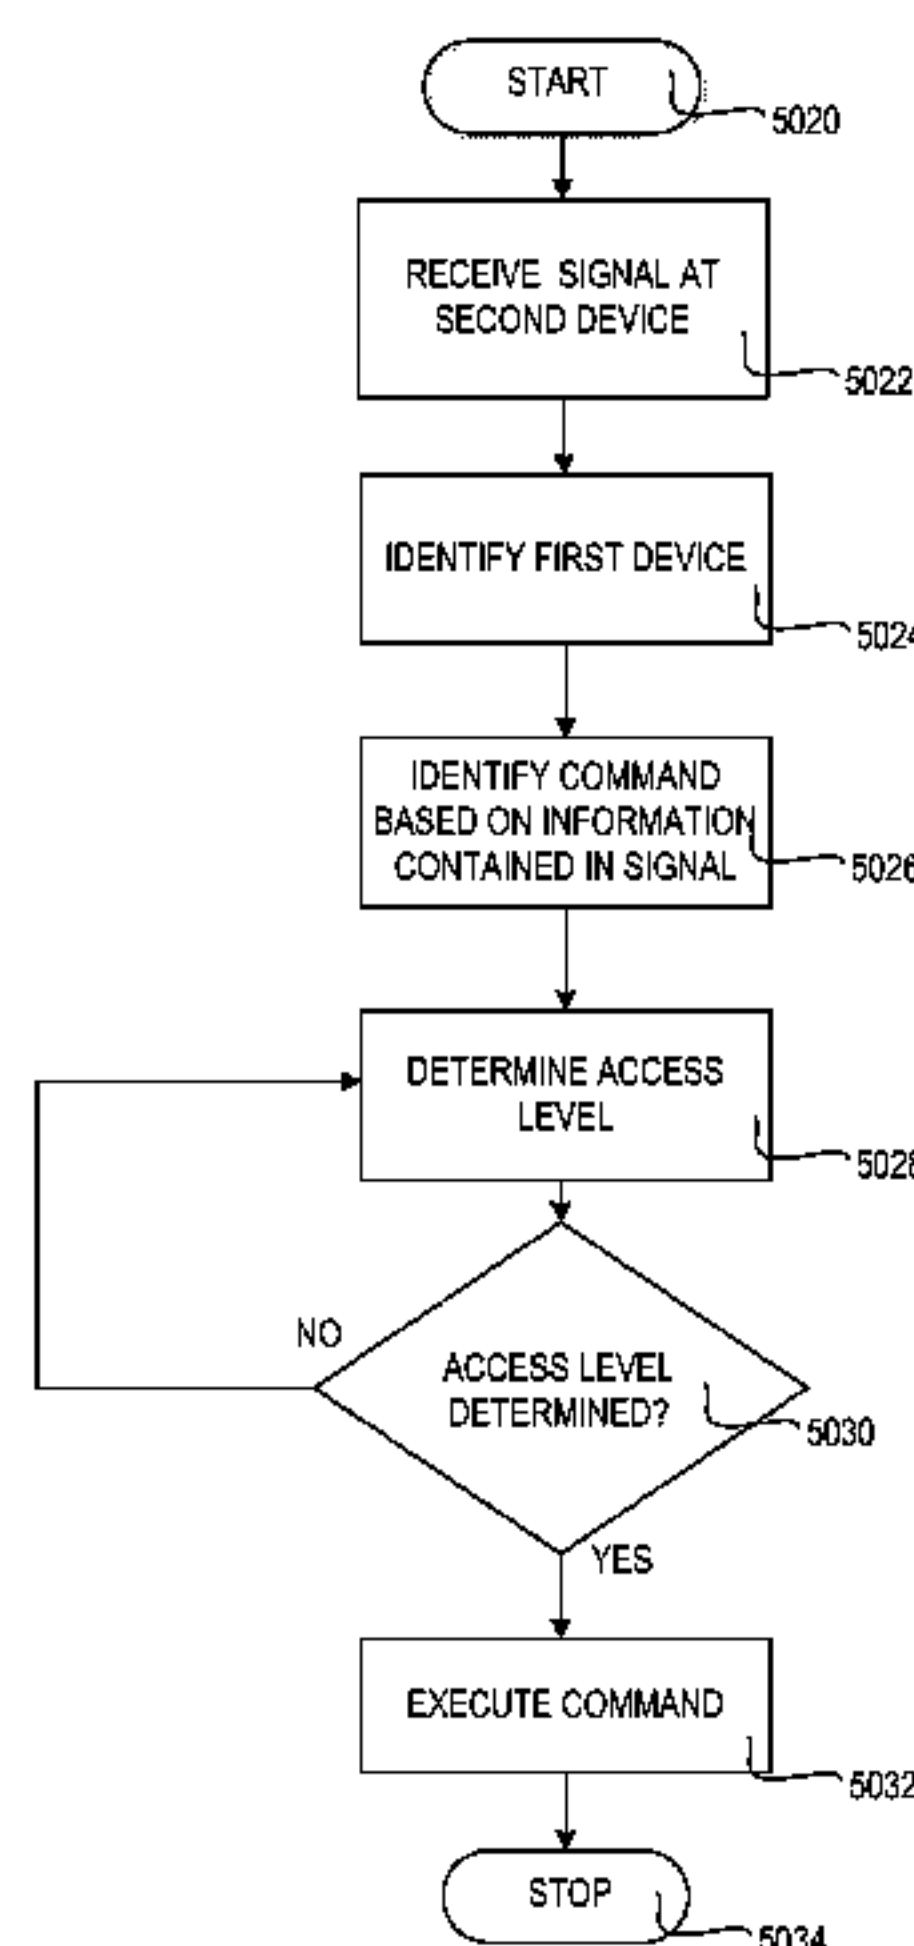 START
5020
RECEIVE SIGNAL AT
SECOND DEVICE
5022
IDENTIFY FIRST DEVICE
5024
IDENTIFY COMMAND
BASED ON INFORMATION
CONTAINED IN SIGNAL
5026
DETERMINE ACCESS
LEVEL
5028
NO
ACCESS LEVEL
DETERMINED?
5030
YES
EXECUTE COMMAND
5032
STOP
5034